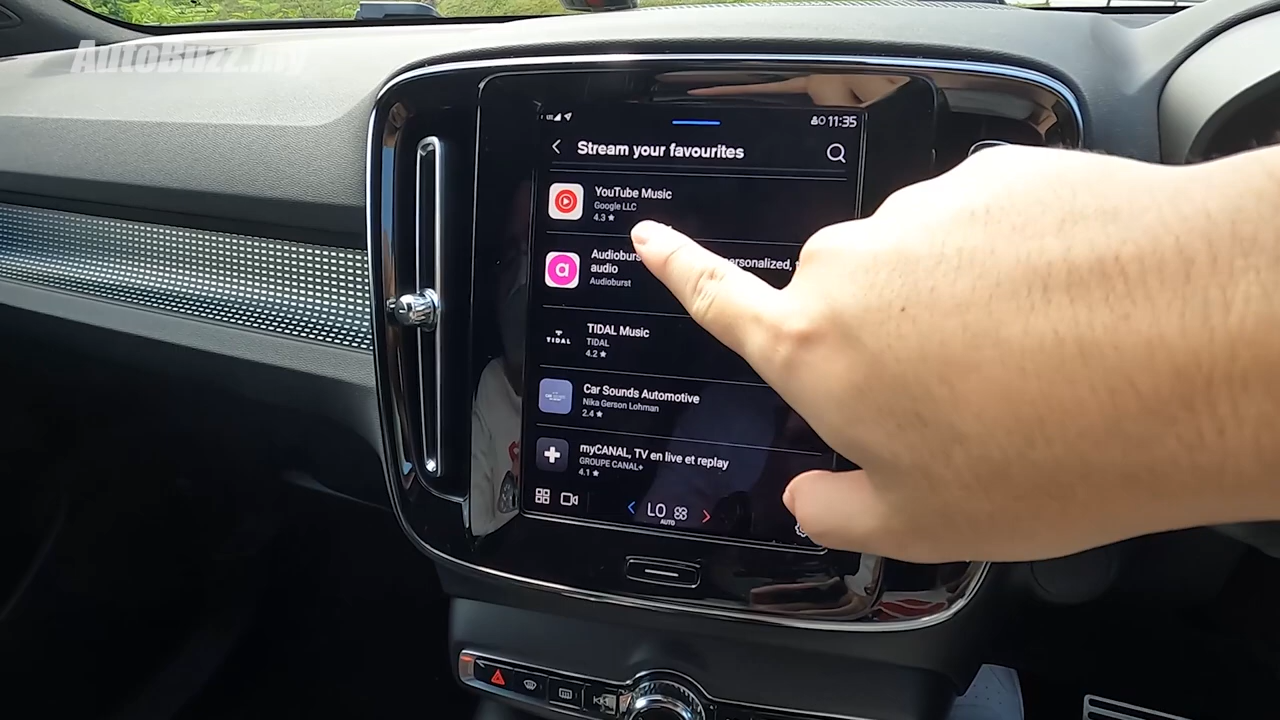 AutoBuzz.my
11:35
Stream your favourites
YouTube Music
Google LLC
4.3 ★
personalized,
audio
Audioburst
TIDAL
TIDAL Music
TIDAL
4.2 ★
Car Sounds Automotive
Nika Gerson Lohman
2.4 ★
myCANAL, TV en live et replay
GROUPE CANAL+
4.1 ★
LO
AUTO